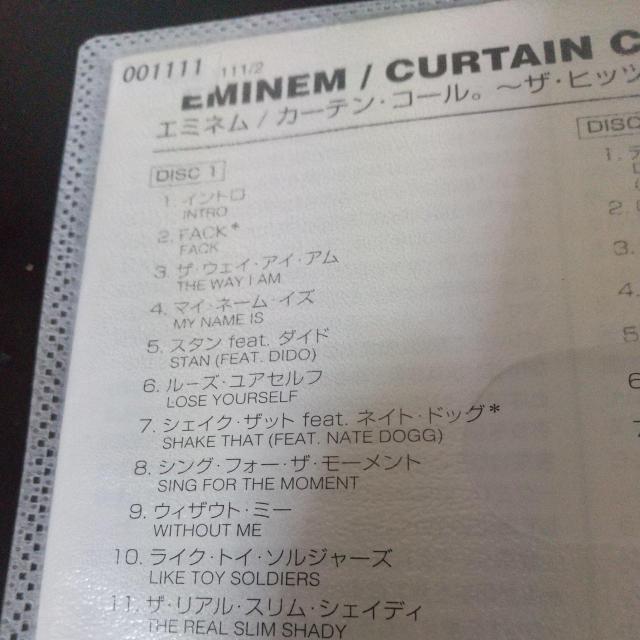 001111 111/2
EMINEM / CURTAIN C
エミネム / カーテン・コール。 〜ザ・ヒッツ
DISC 1
1. イントロ
INTRO
2. FACK*
FACK
3. ザ・ウェイ・アイ・アム
THE WAY I AM
4. マイ・ネーム・イズ
MY NAME IS
5. スタン feat. ダイド
STAN (FEAT. DIDO)
6. ルーズ・ユアセルフ
LOSE YOURSELF
7. シェイク・ザット feat. ネイト・ドッグ*
SHAKE THAT (FEAT. NATE DOGG)
8. シング・フォー・ザ・モーメント
SING FOR THE MOMENT
9. ウィザウト・ミー
WITHOUT ME
10. ライク・トイ・ソルジャーズ
LIKE TOY SOLDIERS
11. ザ・リアル・スリム・シェイディ
THE REAL SLIM SHADY
DISC
1.
2.
3.
4.
5
6
7